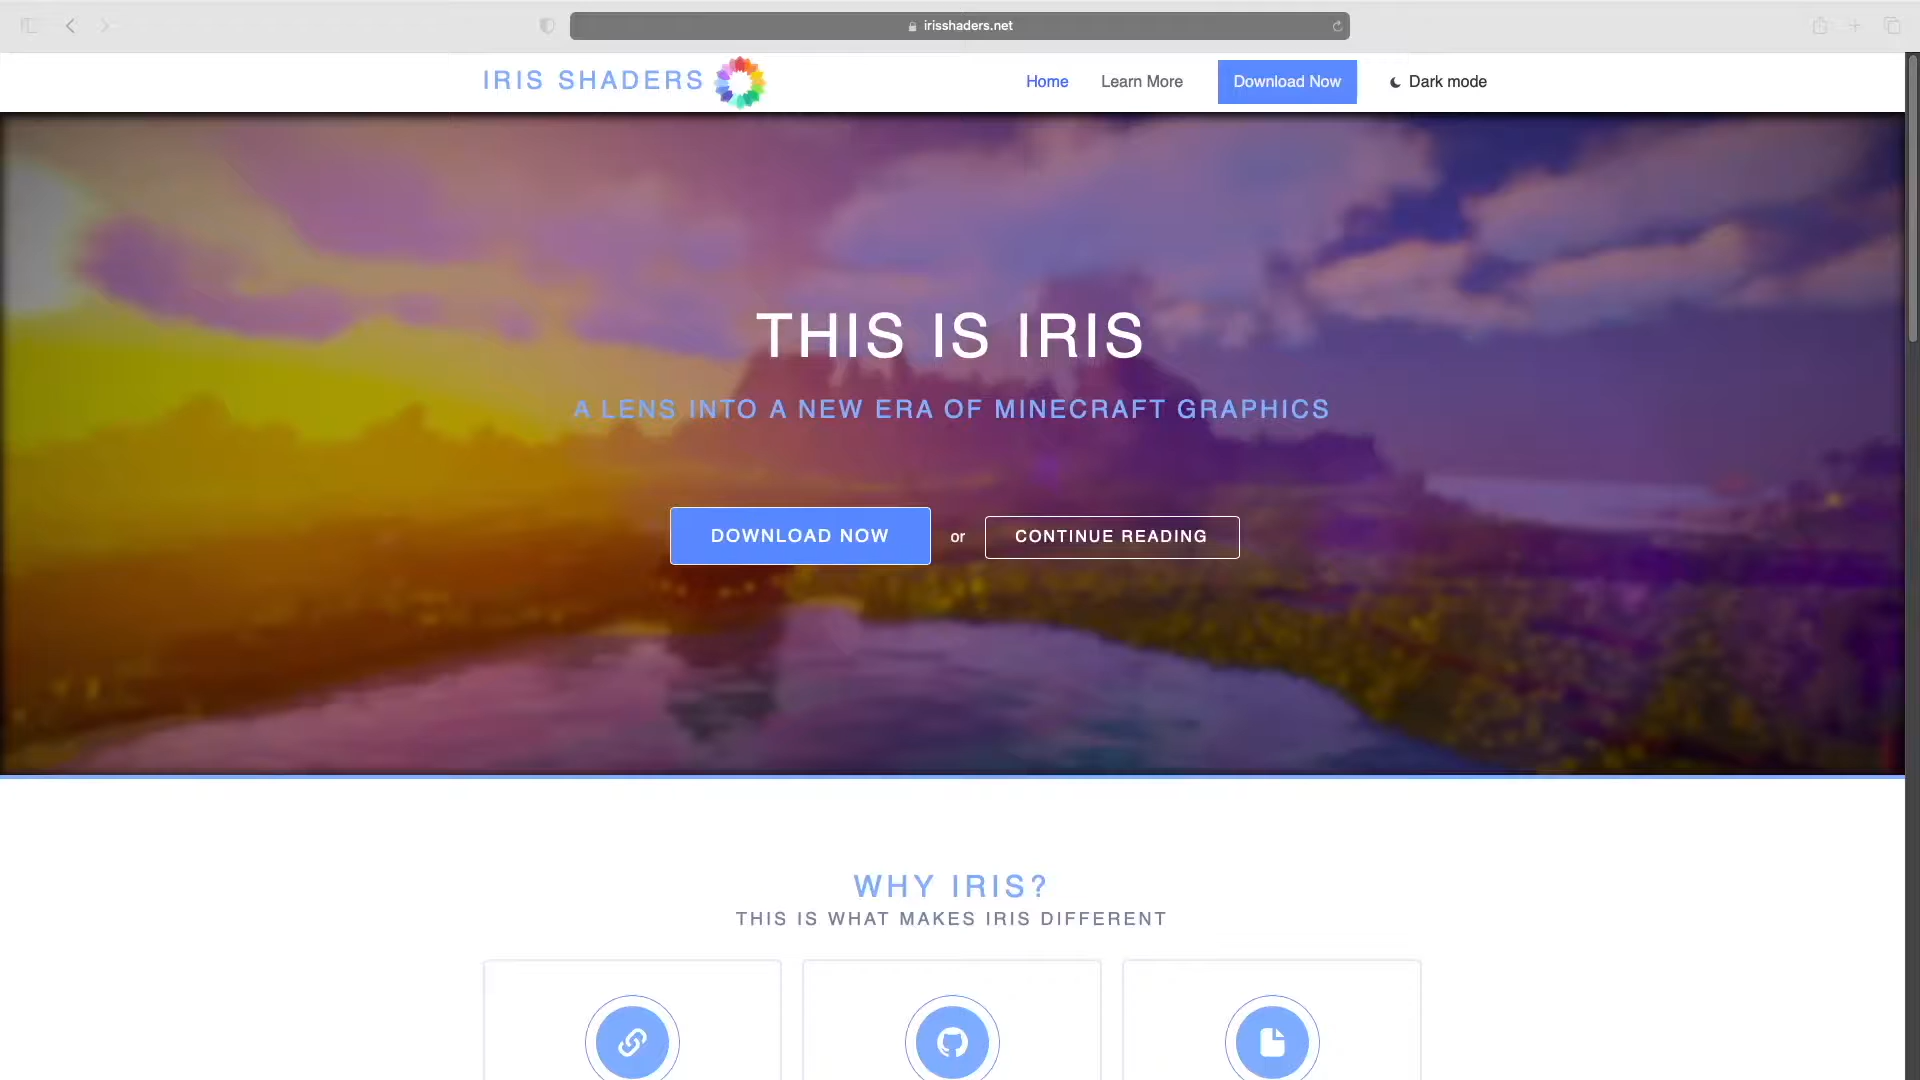 irisshaders.net
IRIS SHADERS
Home
Learn More
Download Now
Dark mode
THIS IS IRIS
A LENS INTO A NEW ERA OF MINECRAFT GRAPHICS
DOWNLOAD NOW
or
CONTINUE READING
WHY IRIS?
THIS IS WHAT MAKES IRIS DIFFERENT